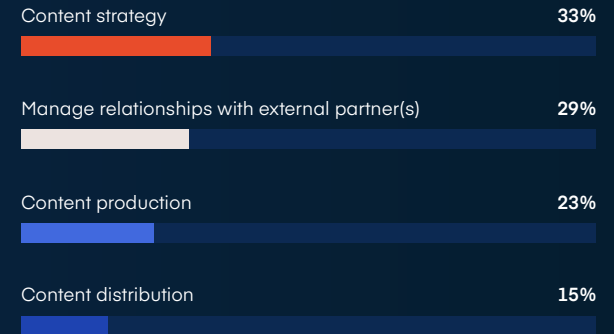 Content strategy 33%
Manage relationships with external partner(s) 29%
Content production 23%
Content distribution 15%